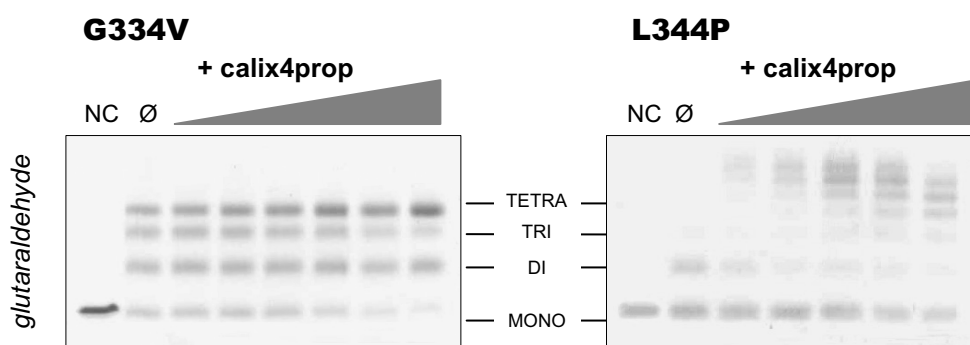 G334V
+ calix4prop
NC Ø
glutaraldehyde
TETRA
TRI
DI
MONO
L344P
+ calix4prop
NC Ø